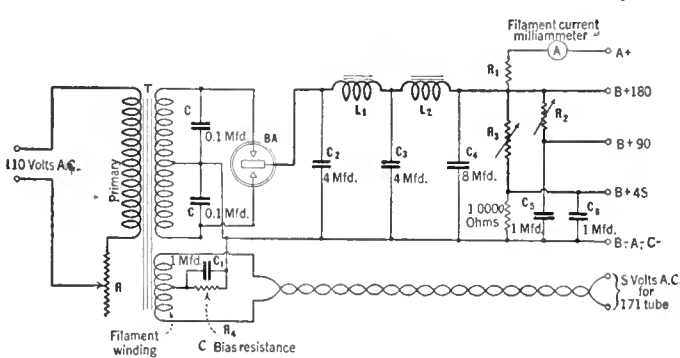 Filament current
milliammeter
A
A+
R1
T
B+180
C
0.1 Mfd.
BA
L1
L2
R3
R2
110 Volts A.C.
Primary
C2
4 Mfd.
C3
4 Mfd.
C4
8 Mfd.
B+90
B+45
C
0.1 Mfd.
10000
Ohms
C5
1 Mfd.
C6
1 Mfd.
B-A-C-
1 Mfd.
C1
R
R4
5 Volts A.C.
for
171 tube
Filament
winding
C Bias resistance